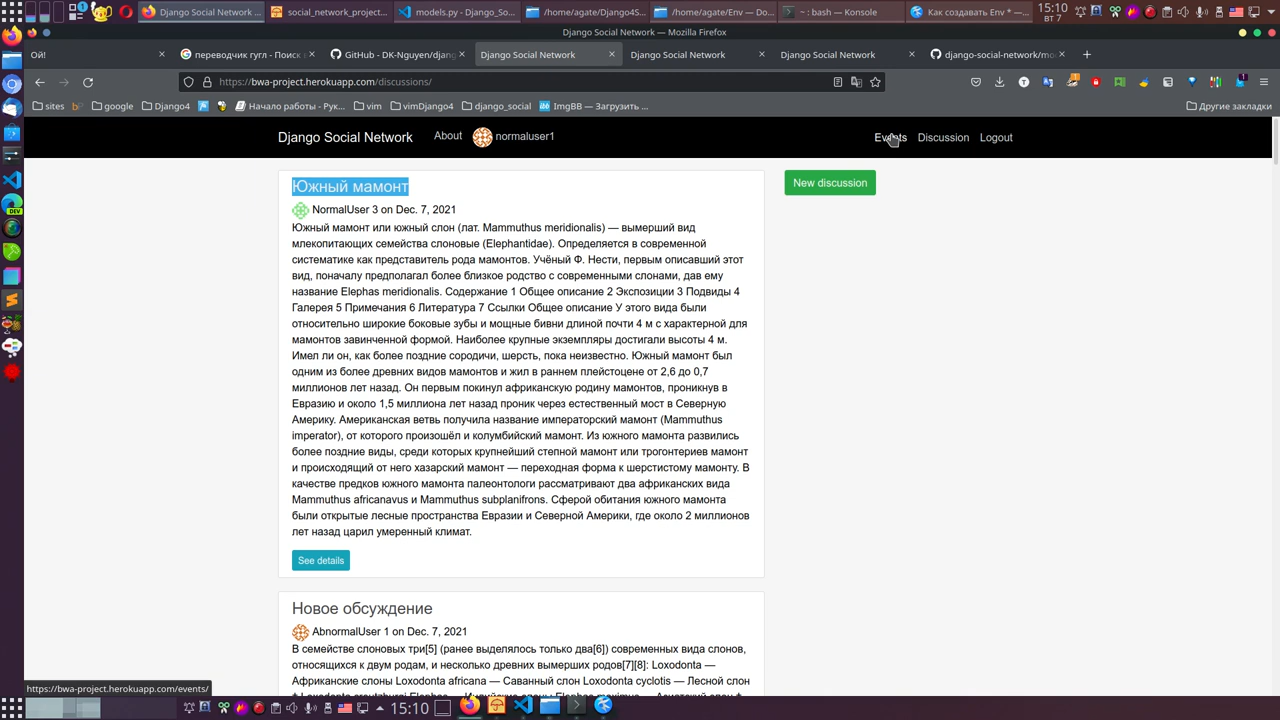 Django Social Network ...
social_network_project...
models.py - Django_So...
/home/agate/Django4S...
/home/agate/Env — Do...
~ : bash — Konsole
Как создавать Env * —...
15:10
ВТ 7
Django Social Network — Mozilla Firefox
Ой!
переводчик гугл - Поиск
GitHub - DK-Nguyen/djang
Django Social Network
Django Social Network
Django Social Network
django-social-network/mo
https://bwa-project.herokuapp.com/discussions/
sites
google
Django4
Начало работы - Рук...
vim
vimDjango4
django_social
ImgBB — Загрузить ...
Другие закладки
Django Social Network
About
normaluser1
Events
Discussion
Logout
Южный мамонт
New discussion
NormalUser 3 on Dec. 7, 2021
Южный мамонт или южный слон (лат. Mammuthus meridionalis) — вымерший вид
млекопитающих семейства слоновые (Elephantidae). Определяется в современной
систематике как представитель рода мамонтов. Учёный Ф. Нести, первым описавший этот
вид, поначалу предполагал более близкое родство с современными слонами, дав ему
название Elephas meridionalis. Содержание 1 Общее описание 2 Экспозиции 3 Подвиды 4
Галерея 5 Примечания 6 Литература 7 Ссылки Общее описание У этого вида были
относительно широкие боковые зубы и мощные бивни длиной почти 4 м с характерной для
мамонтов завинченной формой. Наиболее крупные экземпляры достигали высоты 4 м.
Имел ли он, как более поздние сородичи, шерсть, пока неизвестно. Южный мамонт был
одним из более древних видов мамонтов и жил в раннем плейстоцене от 2,6 до 0,7
миллионов лет назад. Он первым покинул африканскую родину мамонтов, проникнув в
Евразию и около 1,5 миллиона лет назад проник через естественный мост в Северную
Америку. Американская ветвь получила название императорский мамонт (Mammuthus
imperator), от которого произошёл и колумбийский мамонт. Из южного мамонта развились
более поздние виды, среди которых крупнейший степной мамонт или трогонтериев мамонт
и происходящий от него хазарский мамонт — переходная форма к шерстистому мамонту. В
качестве предков южного мамонта палеонтологи рассматривают два африканских вида
Mammuthus africanavus и Mammuthus subplanifrons. Сферой обитания южного мамонта
были открытые лесные пространства Евразии и Северной Америки, где около 2 миллионов
лет назад царил умеренный климат.
See details
Новое обсуждение
AbnormalUser 1 on Dec. 7, 2021
В семействе слоновых три[5] (ранее выделялось только два[6]) современных вида слонов,
относящихся к двум родам, и несколько древних вымерших родов[7][8]: Loxodonta —
Африканские слоны Loxodonta africana — Саванный слон Loxodonta cyclotis — Лесной слон
https://bwa-project.herokuapp.com/events/
15:10